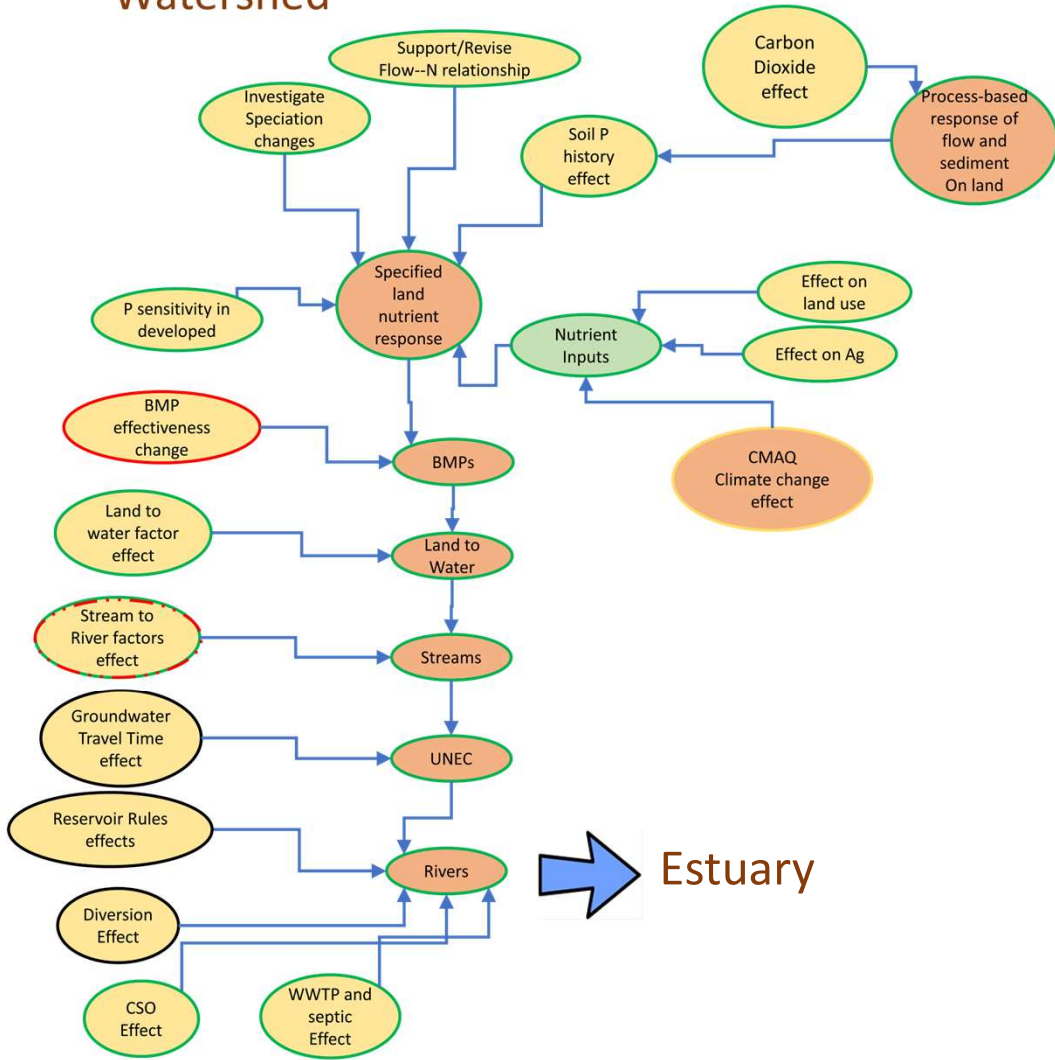 Watershed
Support/Revise
Flow--N relationship
Carbon
Dioxide
effect
Investigate
Speciation
changes
Process-based
response of
flow and
sediment
On land
Soil P
history
effect
Specified
land
nutrient
response
P sensitivity in
developed
Effect on
land use
Nutrient
Inputs
Effect on Ag
BMP
effectiveness
change
BMPs
CMAQ
Climate change
effect
Land to
water factor
effect
Land to
Water
Stream to
River factors
effect
Streams
Groundwater
Travel Time
effect
UNEC
Reservoir Rules
effects
Rivers
Estuary
Diversion
Effect
CSO
Effect
WWTP and
septic
Effect